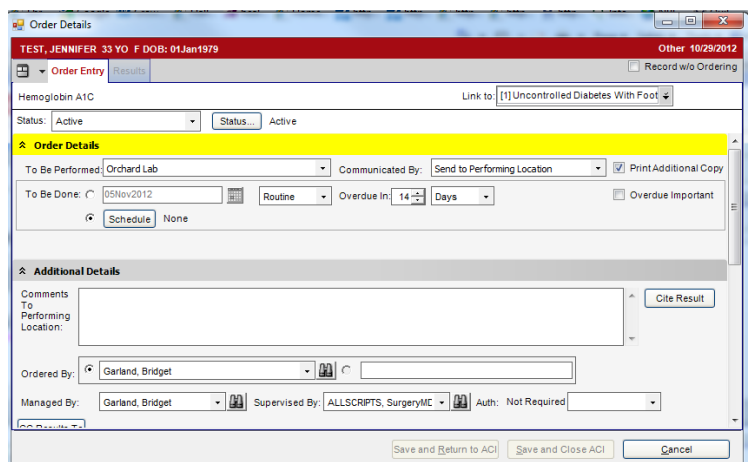 Order Details
TEST, JENNIFER 33 YO F DOB: 01Jan1979 Other 10/29/2012
Order Entry Results Record w/o Ordering
Hemoglobin A1C Link to: [1] Uncontrolled Diabetes With Foot
Status: Active Status... Active
Order Details
To Be Performed: Orchard Lab Communicated By: Send to Performing Location Print Additional Copy
To Be Done: 05Nov2012 Routine Overdue In: 14 Days Overdue Important
Schedule None
Additional Details
Comments
To
Performing
Location:
Cite Result
Ordered By: Garland, Bridget
Managed By: Garland, Bridget Supervised By: ALLSCRIPTS, SurgeryME Auth: Not Required
CC Results To
Save and Return to ACI Save and Close ACI Cancel